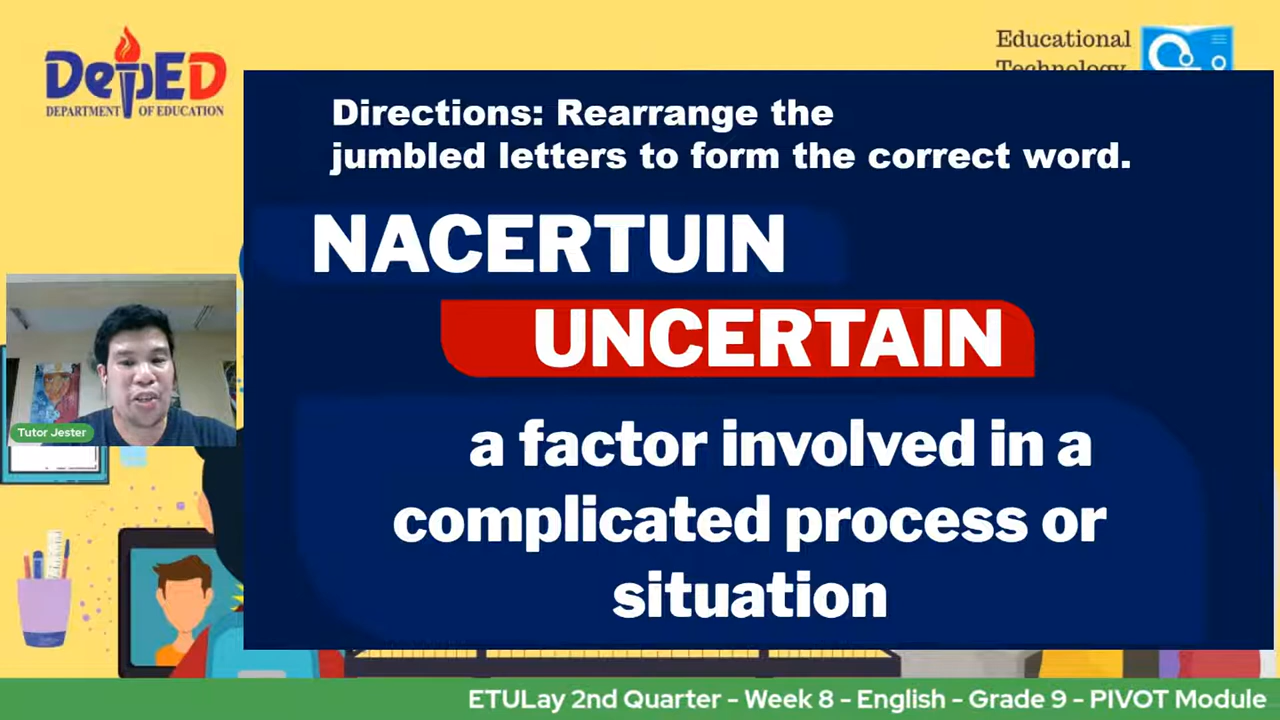 DepED
DEPARTMENT OF EDUCATION
Educational
Technology
Directions: Rearrange the
jumbled letters to form the correct word.
NACERTUIN
UNCERTAIN
a factor involved in a
complicated process or
situation
Tutor Jester
ETULay 2nd Quarter - Week 8 - English - Grade 9 - PIVOT Module